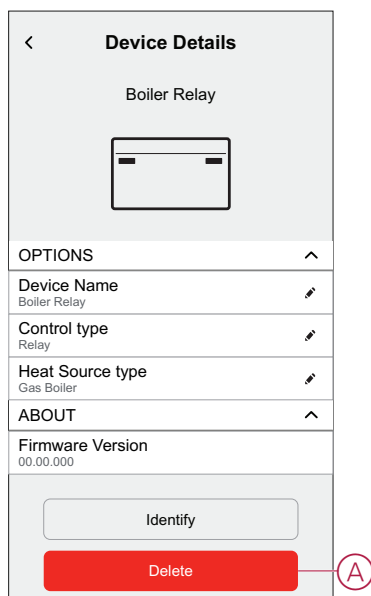 Device Details
Boiler Relay
OPTIONS
Device Name
Boiler Relay
Control type
Relay
Heat Source type
Gas Boiler
ABOUT
Firmware Version
00.00.000
Identify
Delete
A